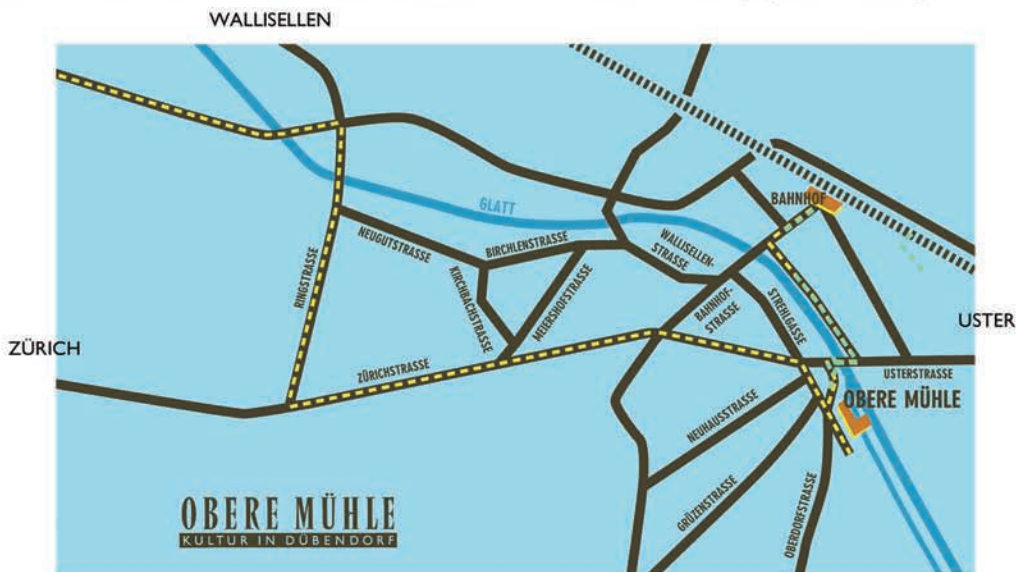 WALLISELLEN
BAHNHOF
GLATT
NEUGUTSTRASSE
BIRCHLENSTRASSE
WALLISELLEN-
STRASSE
RINGSTRASSE
KIRCHBACHSTRASSE
MEIERSHOFSTRASSE
BAHNHOF-
STRASSE
STREHLGASSE
USTER
ZÜRICH
ZÜRICHSTRASSE
USTERSTRASSE
OBERE MÜHLE
NEUHAUSSTRASSE
GRÜZENSTRASSE
OBERDORFSTRASSE
OBERE MÜHLE
KULTUR IN DÜBENDORF